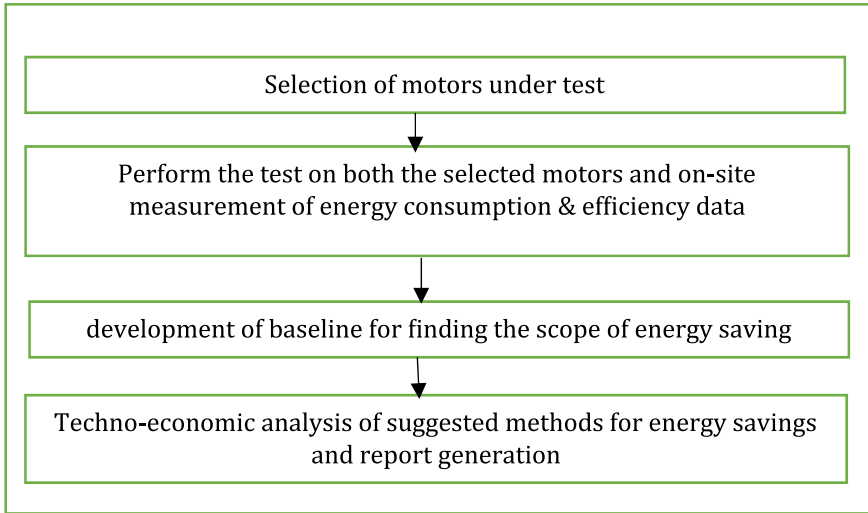 Selection of motors under test
Perform the test on both the selected motors and on-site
measurement of energy consumption & efficiency data
development of baseline for finding the scope of energy saving
Techno-economic analysis of suggested methods for energy savings
and report generation